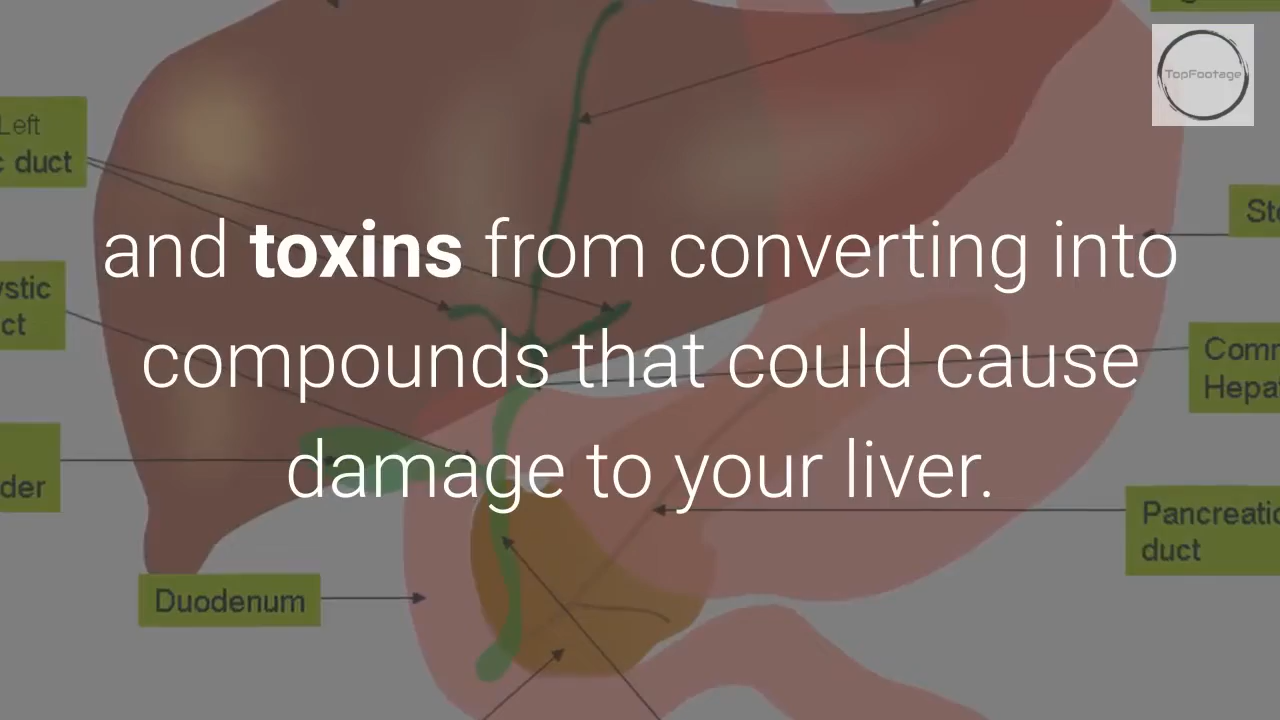 TopFootage
Left
duct
and toxins from converting into
compounds that could cause
damage to your liver.
Duodenum
Pancreatic
duct